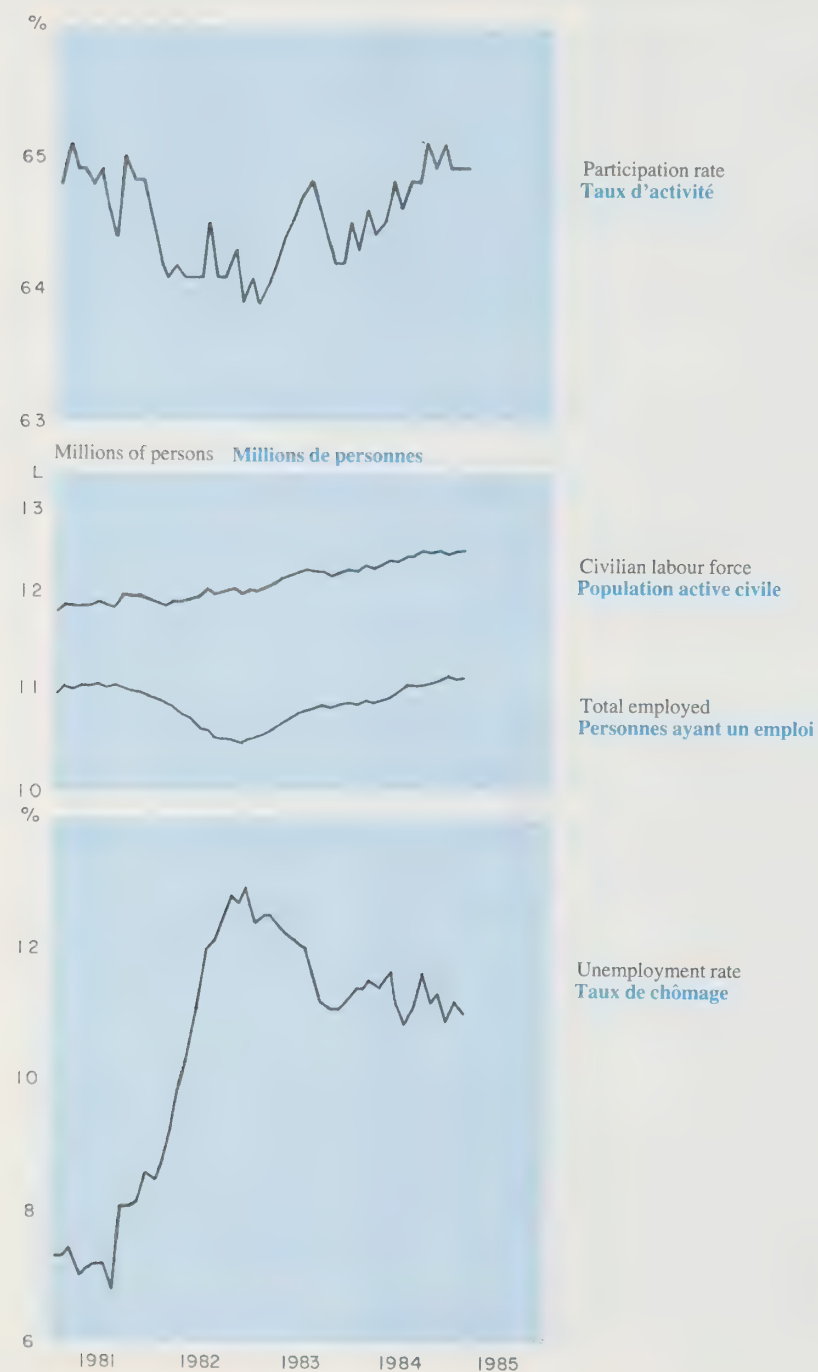 %
65
Participation rate
Taux d'activité
64
63
Millions of persons Millions de personnes
L
13
Civilian labour force
Population active civile
12
11
Total employed
Personnes ayant un emploi
10
%
12
Unemployment rate
Taux de chômage
10
8
6
1981 1982 1983 1984 1985